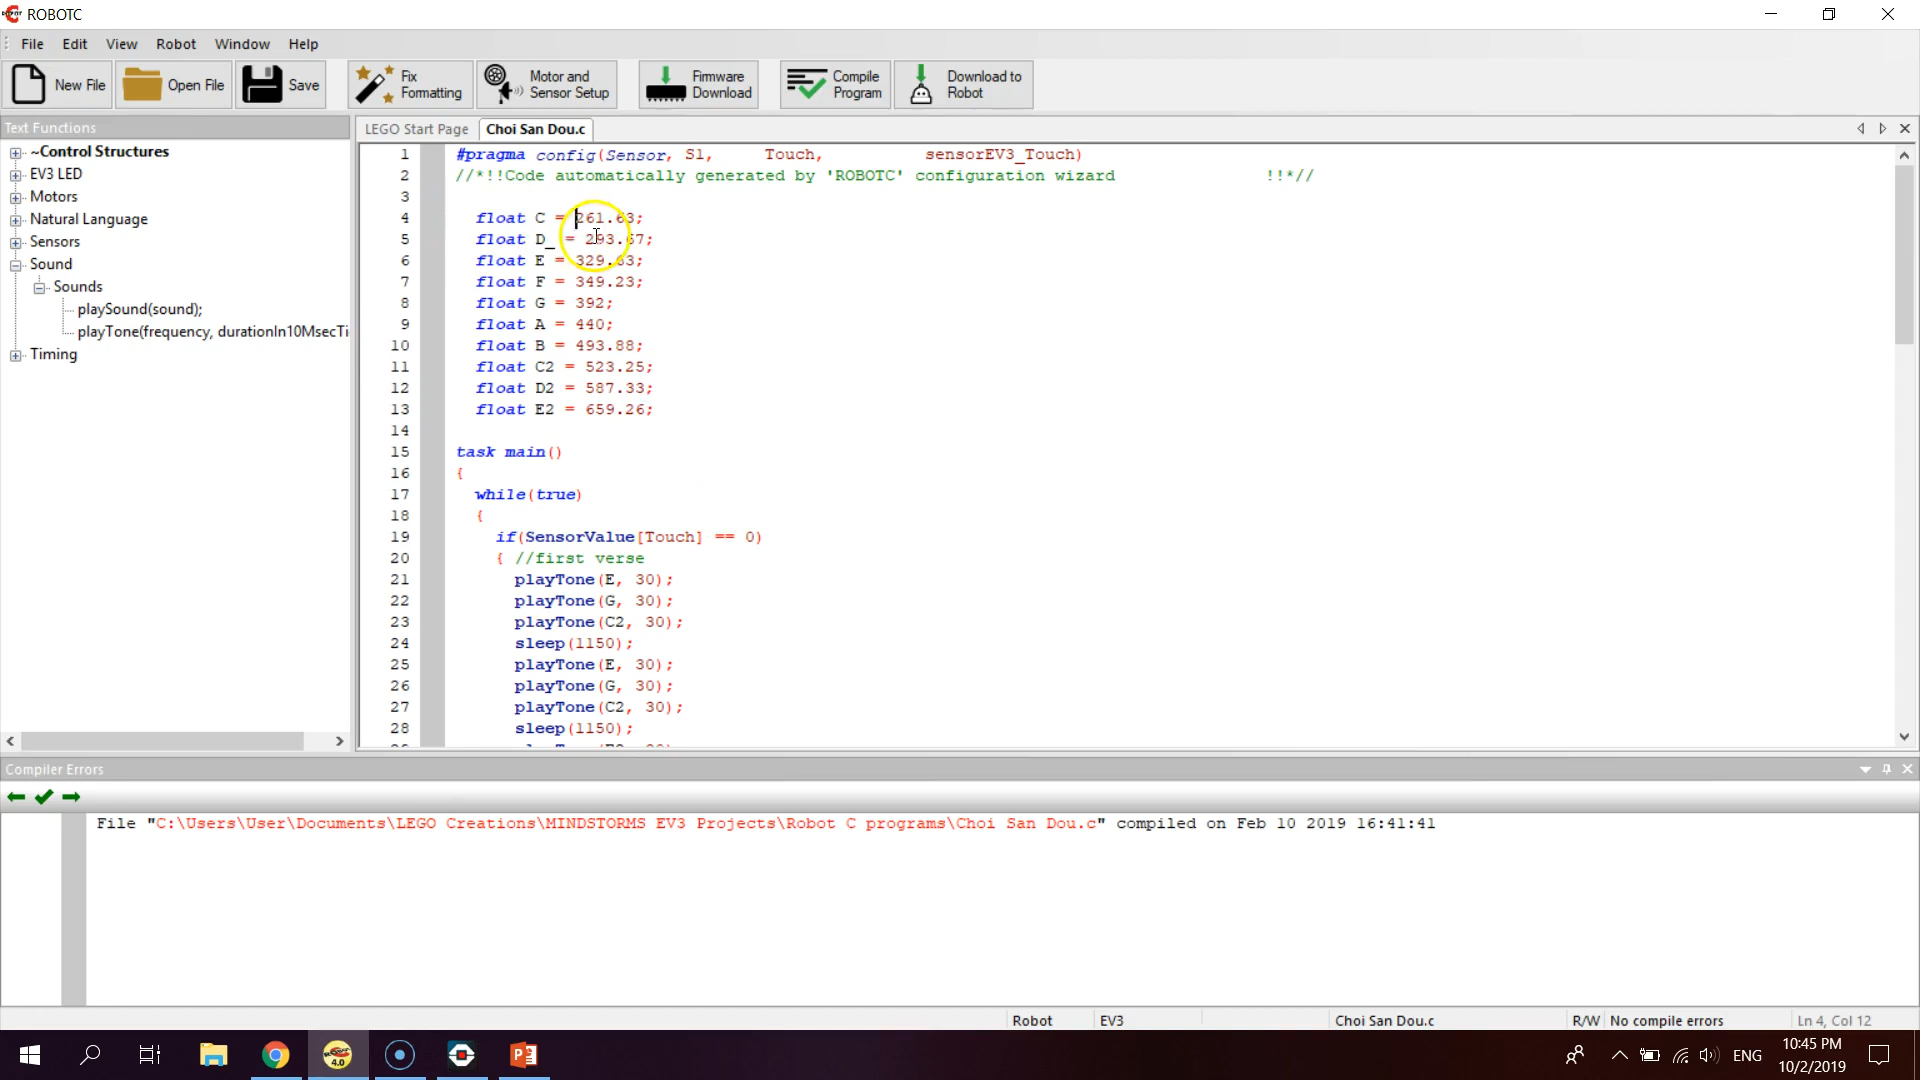 ROBOTC
File Edit View Robot Window Help
New File
Open File
Save
Fix
Formatting
Motor and
Sensor Setup
Firmware
Download
Compile
Program
Download to
Robot
Text Functions
~Control Structures
EV3 LED
Motors
Natural Language
Sensors
Sound
Sounds
playSound(sound);
playTone(frequency, durationIn10MsecTi
Timing
LEGO Start Page Choi San Dou.c
1 #pragma config(Sensor, S1, Touch, sensorEV3_Touch)
2 //*!!Code automatically generated by 'ROBOTC' configuration wizard !!*//
3
4 float C = 261.63;
5 float D_ = 293.67;
6 float E = 329.63;
7 float F = 349.23;
8 float G = 392;
9 float A = 440;
10 float B = 493.88;
11 float C2 = 523.25;
12 float D2 = 587.33;
13 float E2 = 659.26;
14
15 task main()
16 {
17 while(true)
18 {
19 if(SensorValue[Touch] == 0)
20 { //first verse
21 playTone(E, 30);
22 playTone(G, 30);
23 playTone(C2, 30);
24 sleep(1150);
25 playTone(E, 30);
26 playTone(G, 30);
27 playTone(C2, 30);
28 sleep(1150);
Compiler Errors
File "C:\Users\User\Documents\LEGO Creations\MINDSTORMS EV3 Projects\Robot C programs\Choi San Dou.c" compiled on Feb 10 2019 16:41:41
Robot EV3 Choi San Dou.c R/W No compile errors Ln 4, Col 12
4.0
ENG
10:45 PM
10/2/2019